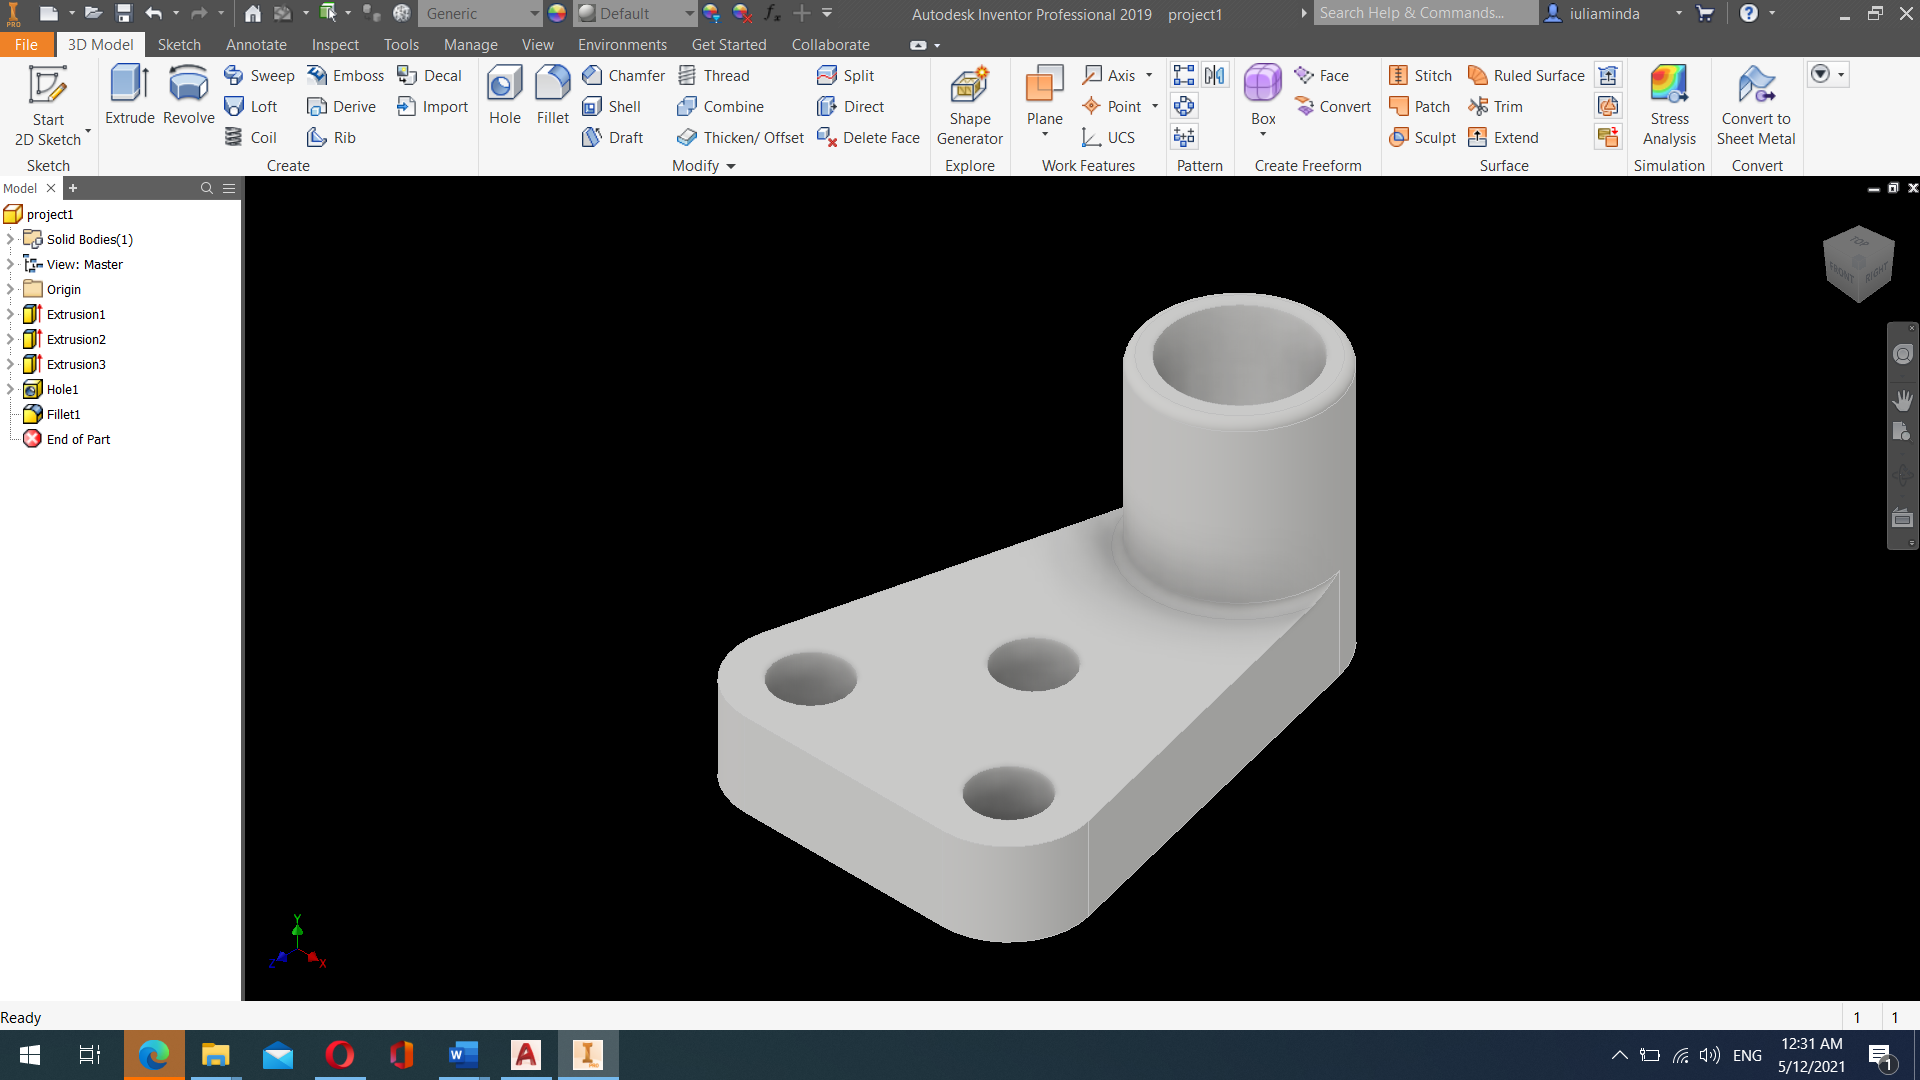 PRO Generic Default Autodesk Inventor Professional 2019 project1 Search Help & Commands... iuliaminda
File 3D Model Sketch Annotate Inspect Tools Manage View Environments Get Started Collaborate
Start 2D Sketch
Extrude Revolve
Sweep Emboss Decal
Loft Derive Import
Coil Rib
Hole Fillet
Chamfer Thread Split
Shell Combine Direct
Draft Thicken/ Offset Delete Face
Shape Generator
Plane
Axis
Point
UCS
Box
Face
Convert
Stitch Ruled Surface
Patch Trim
Sculpt Extend
Stress Analysis
Convert to Sheet Metal
Sketch Create Modify Explore Work Features Pattern Create Freeform Surface Simulation Convert
Model
project1
Solid Bodies(1)
View: Master
Origin
Extrusion1
Extrusion2
Extrusion3
Hole1
Fillet1
End of Part
TOP
FRONT RIGHT
Y
Z X
Ready 1 1
ENG 12:31 AM
5/12/2021
1